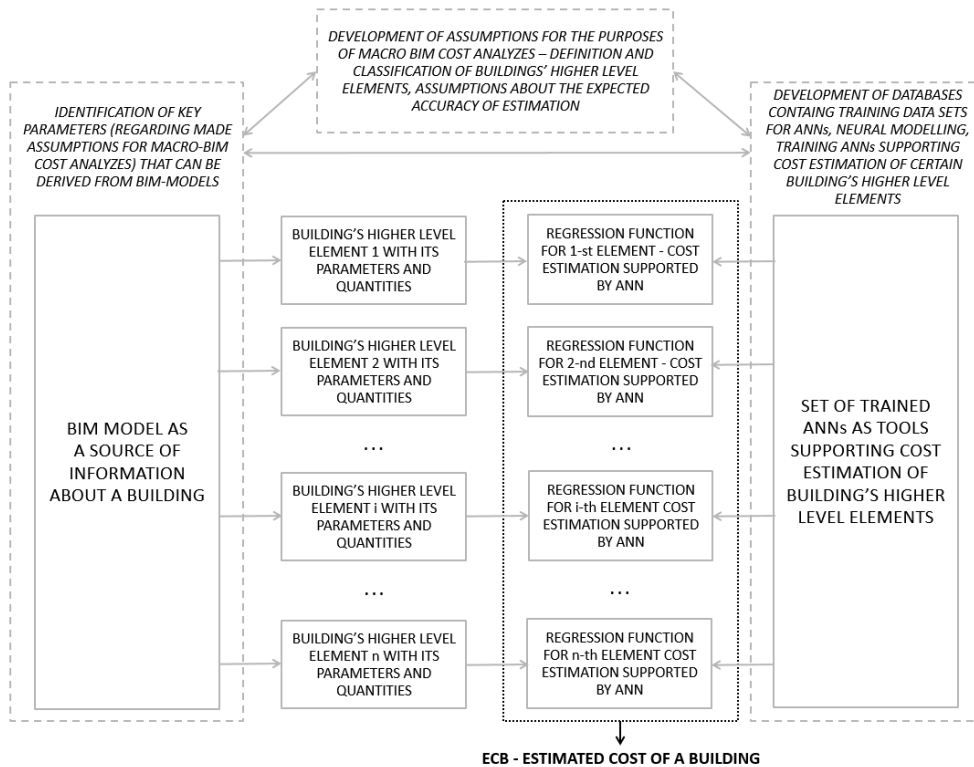 DEVELOPMENT OF ASSUMPTIONS FOR THE PURPOSES
OF MACRO BIM COST ANALYZES – DEFINITION AND
CLASSIFICATION OF BUILDINGS' HIGHER LEVEL
ELEMENTS, ASSUMPTIONS ABOUT THE EXPECTED
ACCURACY OF ESTIMATION
IDENTIFICATION OF KEY
PARAMETERS (REGARDING MADE
ASSUMPTIONS FOR MACRO-BIM
COST ANALYZES) THAT CAN BE
DERIVED FROM BIM-MODELS
DEVELOPMENT OF DATABASES
CONTAING TRAINING DATA SETS
FOR ANNs, NEURAL MODELLING,
TRAINING ANNs SUPPORTING
COST ESTIMATION OF CERTAIN
BUILDING'S HIGHER LEVEL
ELEMENTS
BIM MODEL AS
A SOURCE OF
INFORMATION
ABOUT A BUILDING
BUILDING'S HIGHER LEVEL
ELEMENT 1 WITH ITS
PARAMETERS AND
QUANTITIES
REGRESSION FUNCTION
FOR 1-st ELEMENT - COST
ESTIMATION SUPPORTED
BY ANN
BUILDING'S HIGHER LEVEL
ELEMENT 2 WITH ITS
PARAMETERS AND
QUANTITIES
REGRESSION FUNCTION
FOR 2-nd ELEMENT - COST
ESTIMATION SUPPORTED BY
ANN
...
...
BUILDING'S HIGHER LEVEL
ELEMENT i WITH ITS
PARAMETERS AND
QUANTITIES
REGRESSION FUNCTION
FOR i-th ELEMENT COST
ESTIMATION SUPPORTED BY
ANN
...
...
BUILDING'S HIGHER LEVEL
ELEMENT n WITH ITS
PARAMETERS AND
QUANTITIES
REGRESSION FUNCTION
FOR n-th ELEMENT COST
ESTIMATION SUPPORTED
BY ANN
SET OF TRAINED
ANNs AS TOOLS
SUPPORTING COST
ESTIMATION OF
BUILDING'S HIGHER
LEVEL ELEMENTS
ECB - ESTIMATED COST OF A BUILDING